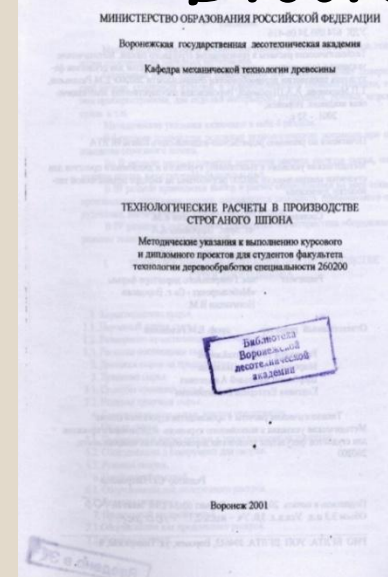 МИНИСТЕРСТВО ОБРАЗОВАНИЯ РОССИЙСКОЙ ФЕДЕРАЦИИ
Воронежская государственная лесотехническая академия
Кафедра механической технологии древесины
ТЕХНОЛОГИЧЕСКИЕ РАСЧЕТЫ В ПРОИЗВОДСТВЕ
СТРОГАНОГО ШПОНА
Методические указания к выполнению курсового
и дипломного проектов для студентов факультета
технологии деревообработки специальности 260200
Библиотека
Воронежской
лесотехнической
академии
Воронеж 2001